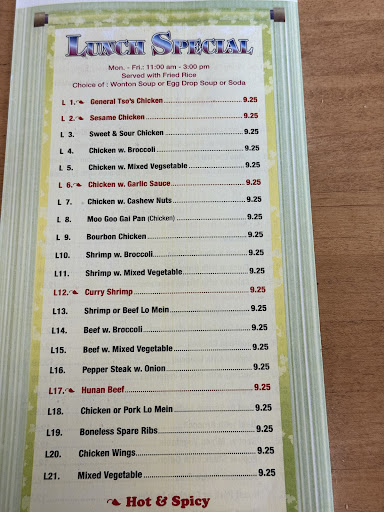 LUNCH SPECIAL
Mon. - Fri.: 11:00 am - 3:00 pm
Served with Fried Rice
Choice of : Wonton Soup or Egg Drop Soup or Soda
L 1. General Tso's Chicken 9.25
L 2. Sesame Chicken 9.25
L 3. Sweet & Sour Chicken 9.25
L 4. Chicken w. Broccoli 9.25
L 5. Chicken w. Mixed Vegsetable 9.25
L 6. Chicken w. Garlic Sauce 9.25
L 7. Chicken w. Cashew Nuts 9.25
L 8. Moo Goo Gai Pan (Chicken) 9.25
L 9. Bourbon Chicken 9.25
L10. Shrimp w. Broccoli 9.25
L11. Shrimp w. Mixed Vegetable 9.25
L12. Curry Shrimp 9.25
L13. Shrimp or Beef Lo Mein 9.25
L14. Beef w. Broccoli 9.25
L15. Beef w. Mixed Vegetable 9.25
L16. Pepper Steak w. Onion 9.25
L17. Hunan Beef 9.25
L18. Chicken or Pork Lo Mein 9.25
L19. Boneless Spare Ribs 9.25
L20. Chicken Wings 9.25
L21. Mixed Vegetable 9.25
Hot & Spicy